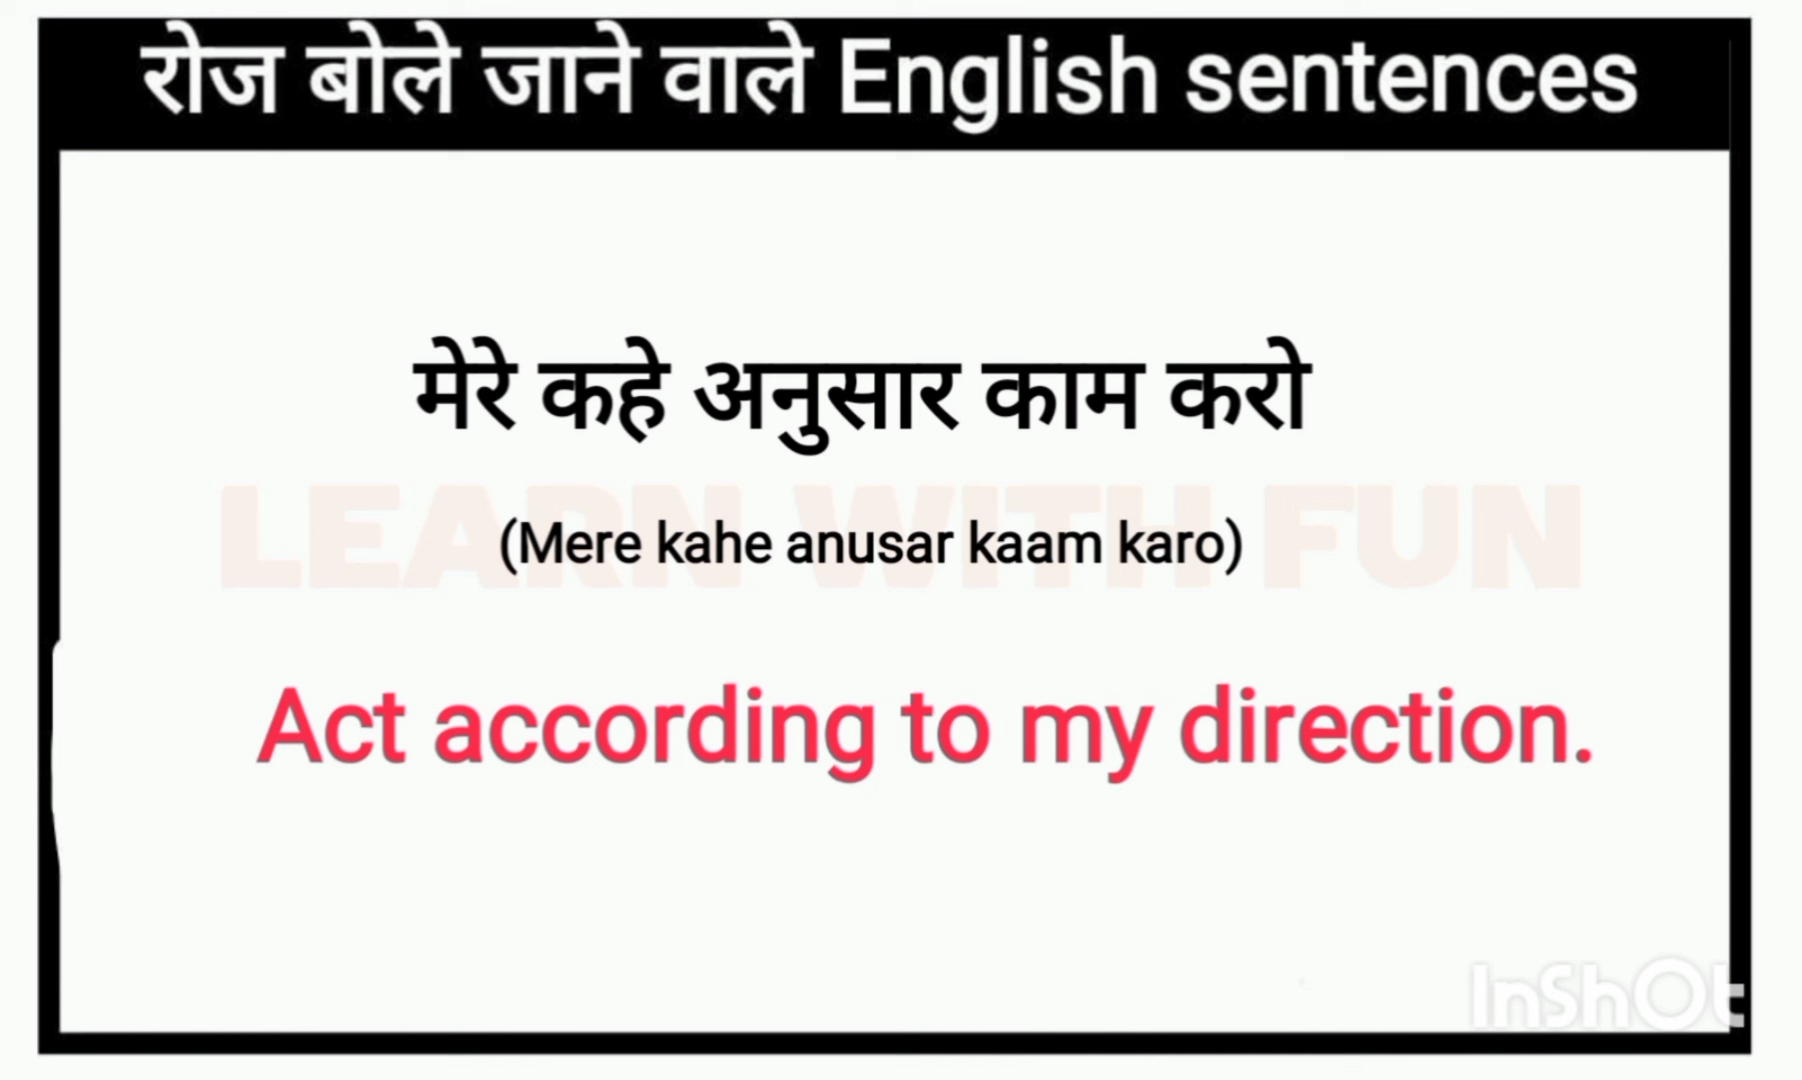 रोज बोले जाने वाले English sentences
मेरे कहे अनुसार काम करो
LEARN WITH FUN
(Mere kahe anusar kaam karo)
Act according to my direction.
InShOt